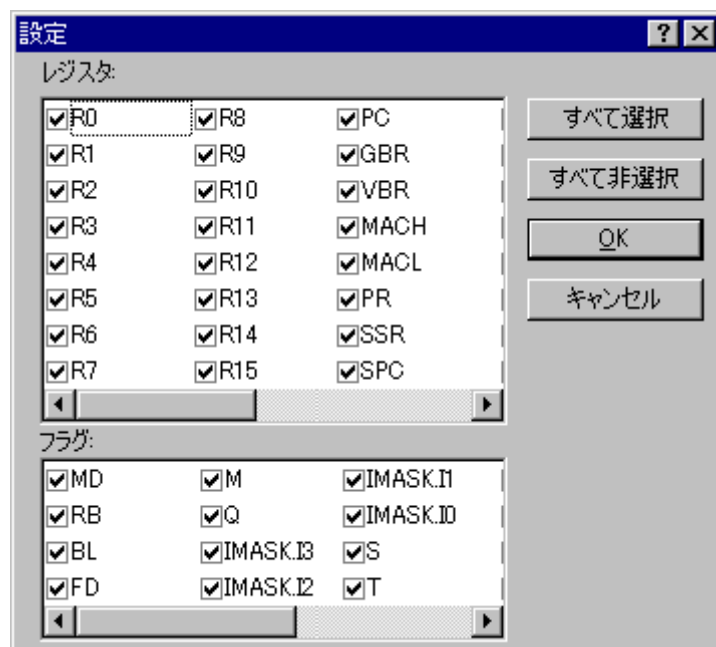 設定
レジスタ:
R0 R8 PC
R1 R9 GBR
R2 R10 VBR
R3 R11 MACH
R4 R12 MACL
R5 R13 PR
R6 R14 SSR
R7 R15 SPC
すべて選択
すべて非選択
OK
キャンセル
フラグ:
MD M IMASK.I1
RB Q IMASK.I0
BL IMASK.I3 S
FD IMASK.I2 T